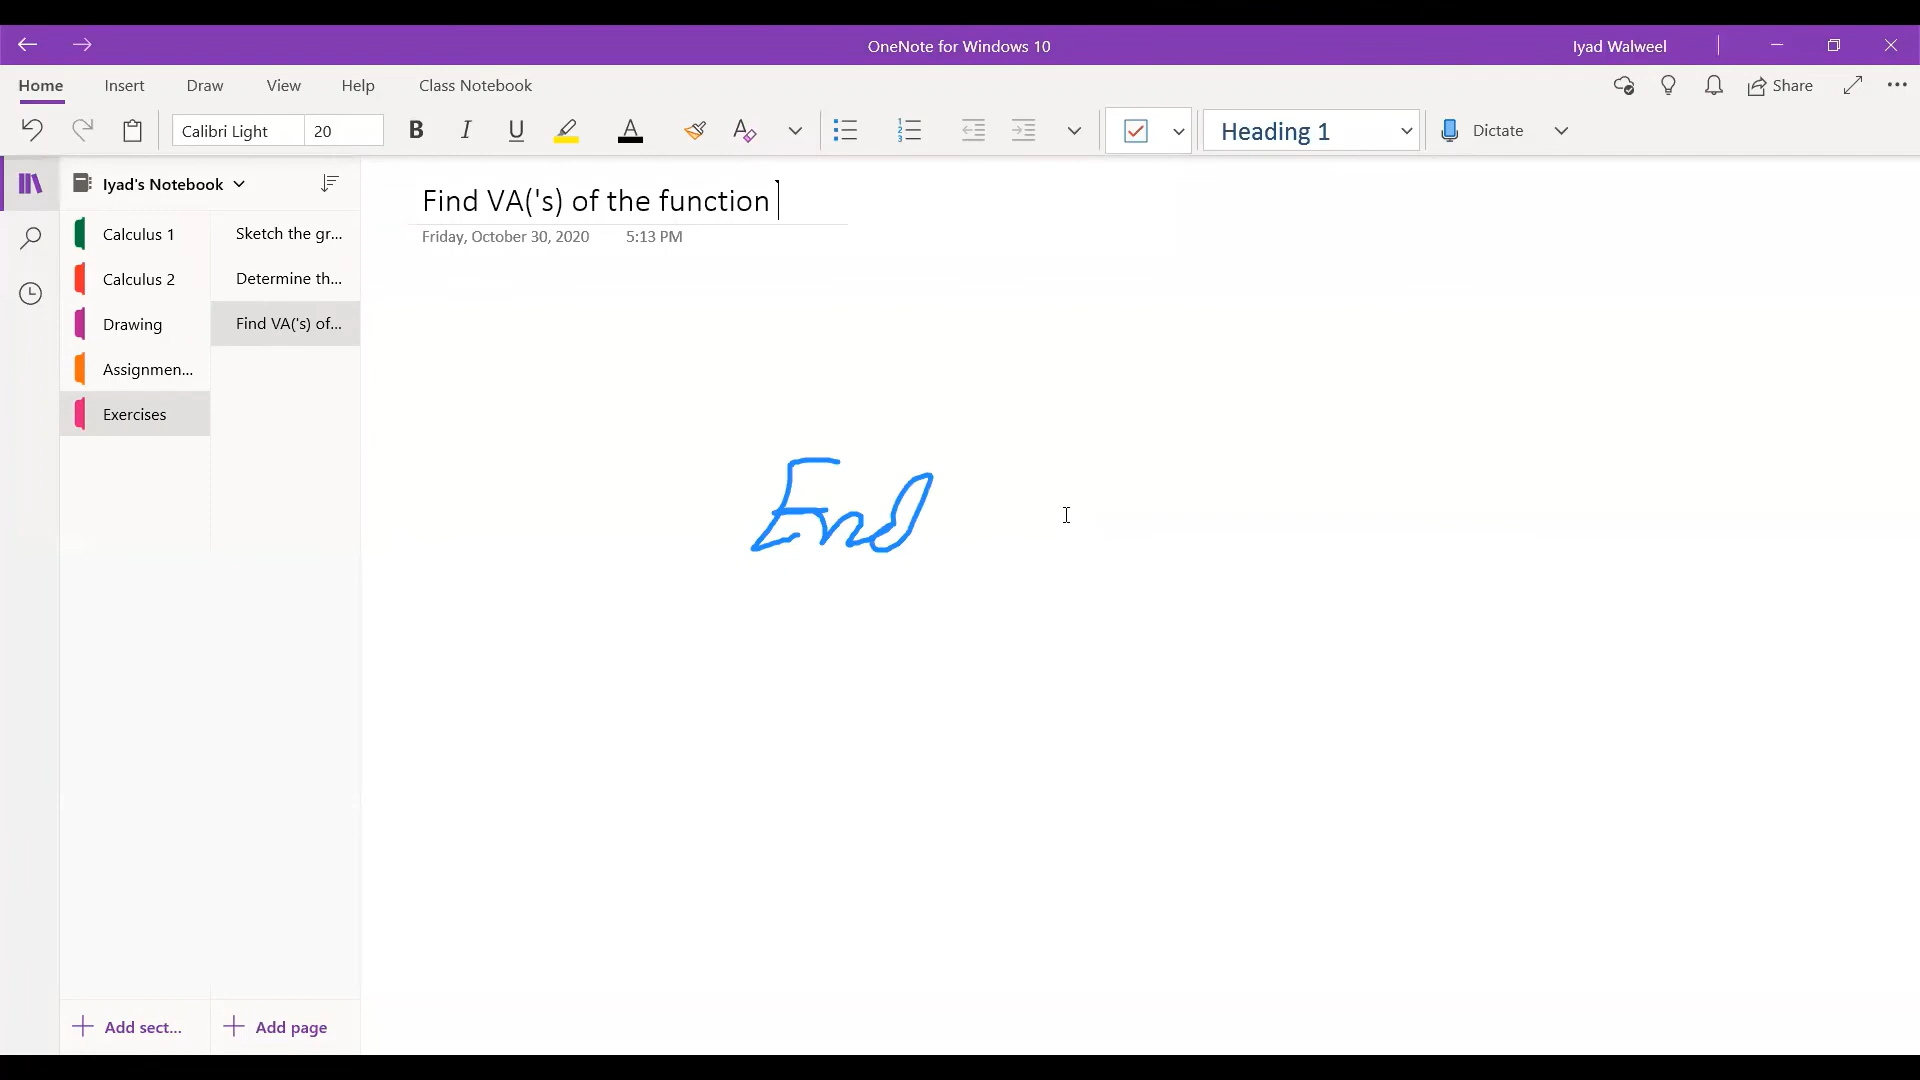 OneNote for Windows 10
Iyad Walweel
Home Insert Draw View Help Class Notebook
Share
Calibri Light 20 B I U A A Heading 1 Dictate
Iyad's Notebook
Calculus 1
Calculus 2
Drawing
Assignmen...
Exercises
Sketch the gr...
Determine th...
Find VA('s) of...
Find VA('s) of the function
Friday, October 30, 2020 5:13 PM
End
Add sect...
Add page